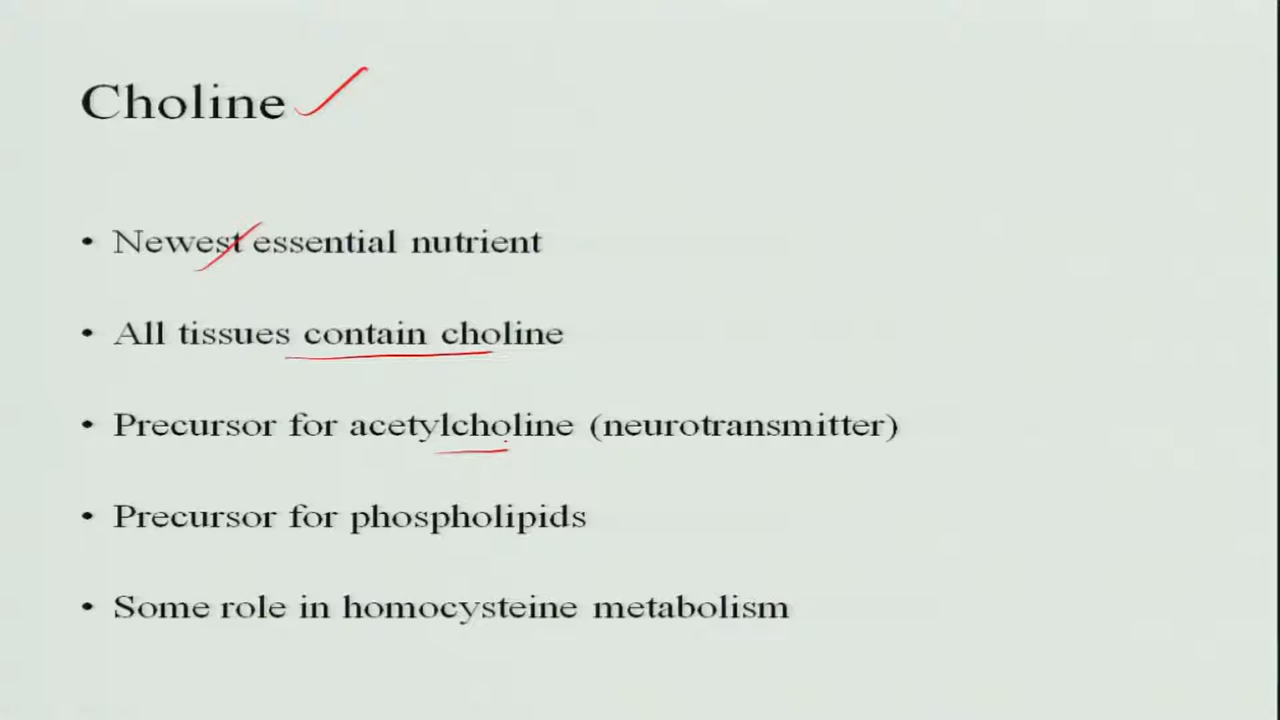 Choline
• Newest essential nutrient
• All tissues contain choline
• Precursor for acetylcholine (neurotransmitter)
• Precursor for phospholipids
• Some role in homocysteine metabolism